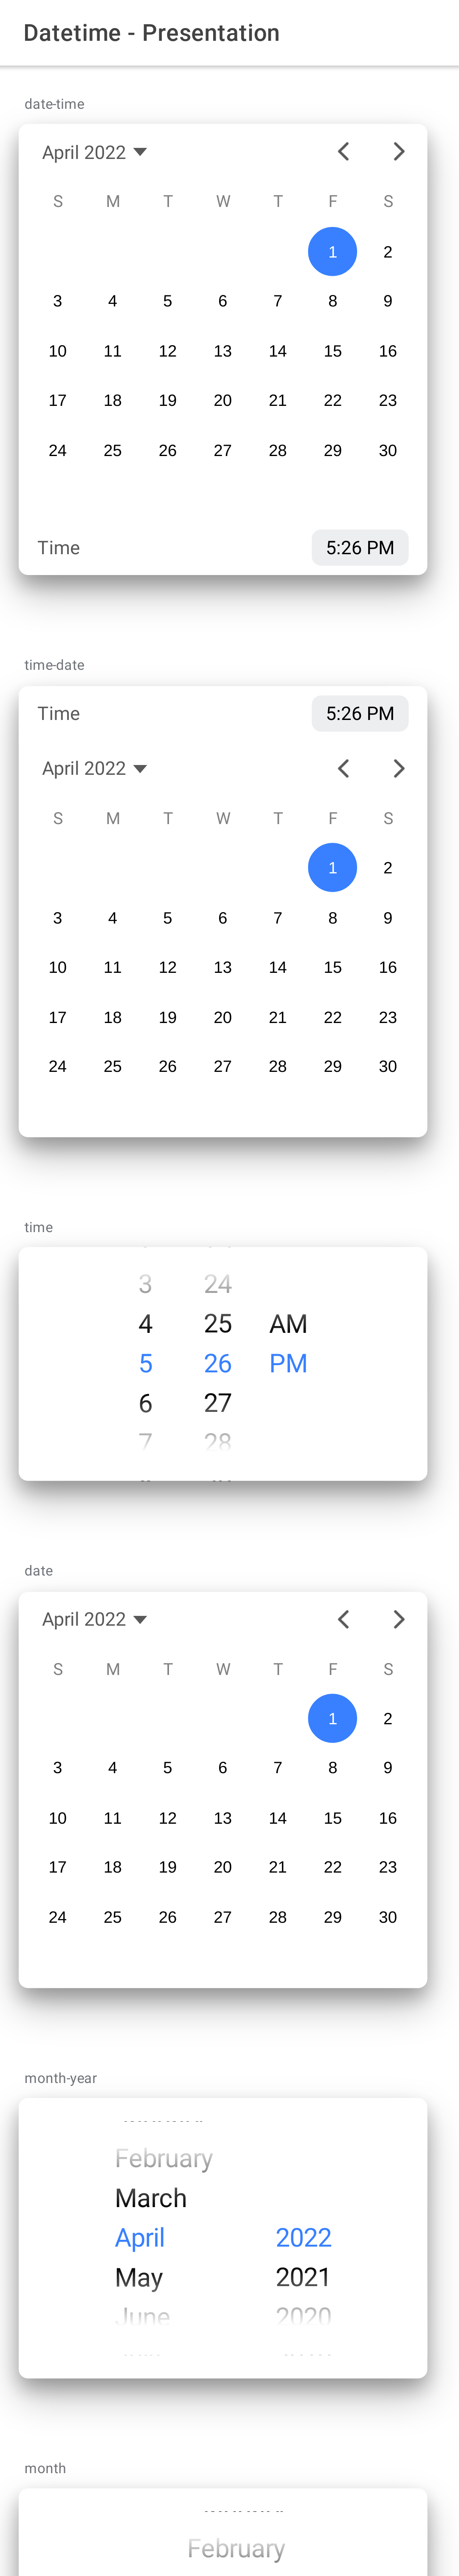 Datetime - Presentation
date-time
April 2022
S M T W T F S
1 2
3 4 5 6 7 8 9
10 11 12 13 14 15 16
17 18 19 20 21 22 23
24 25 26 27 28 29 30
Time 5:26 PM
time-date
Time 5:26 PM
April 2022
S M T W T F S
1 2
3 4 5 6 7 8 9
10 11 12 13 14 15 16
17 18 19 20 21 22 23
24 25 26 27 28 29 30
time
3 24
4 25 AM
5 26 PM
6 27
7 28
date
April 2022
S M T W T F S
1 2
3 4 5 6 7 8 9
10 11 12 13 14 15 16
17 18 19 20 21 22 23
24 25 26 27 28 29 30
month-year
February
March
April 2022
May 2021
June 2020
month
February